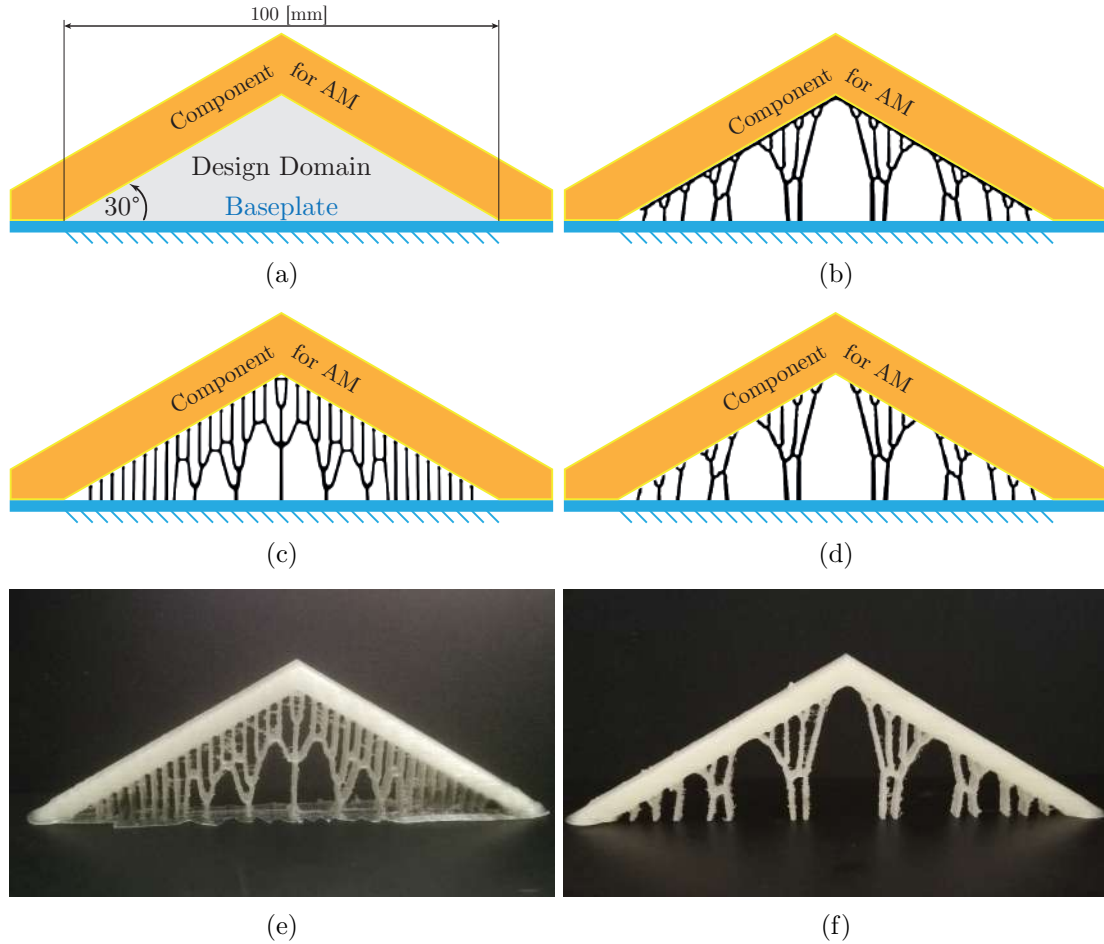 100 [mm]
Component for AM
Design Domain
30°
Baseplate
Component for AM
(a)
(b)
Component for AM
Component for AM
(c)
(d)
(e)
(f)